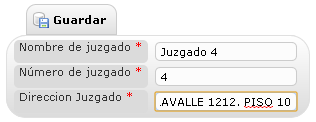 Guardar
Nombre de juzgado * Juzgado 4
Número de juzgado * 4
Direccion Juzgado * .AVALLE 1212. PISO 10